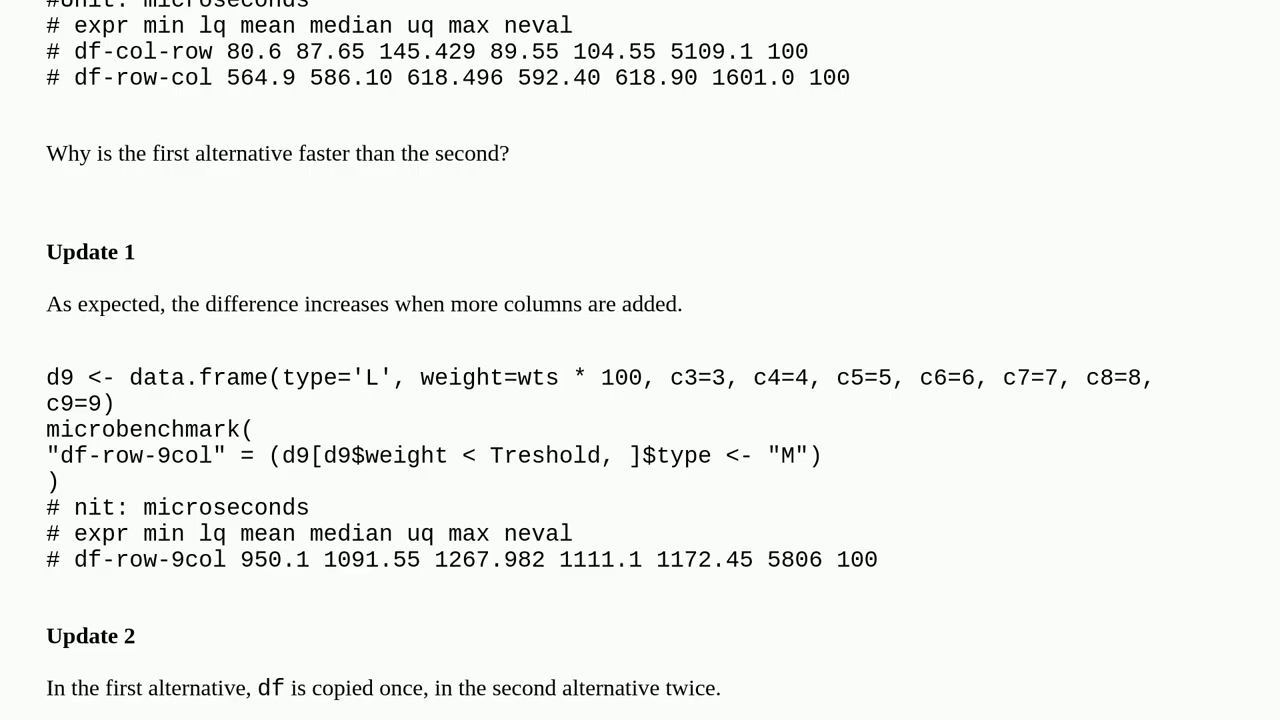 #Unit: microseconds
# expr min lq mean median uq max neval
# df-col-row 80.6 87.65 145.429 89.55 104.55 5109.1 100
# df-row-col 564.9 586.10 618.496 592.40 618.90 1601.0 100
Why is the first alternative faster than the second?
Update 1
As expected, the difference increases when more columns are added.
d9 <- data.frame(type='L', weight=wts * 100, c3=3, c4=4, c5=5, c6=6, c7=7, c8=8,
c9=9)
microbenchmark(
"df-row-9col" = (d9[d9$weight < Treshold, ]$type <- "M")
)
# nit: microseconds
# expr min lq mean median uq max neval
# df-row-9col 950.1 1091.55 1267.982 1111.1 1172.45 5806 100
Update 2
In the first alternative, df is copied once, in the second alternative twice.